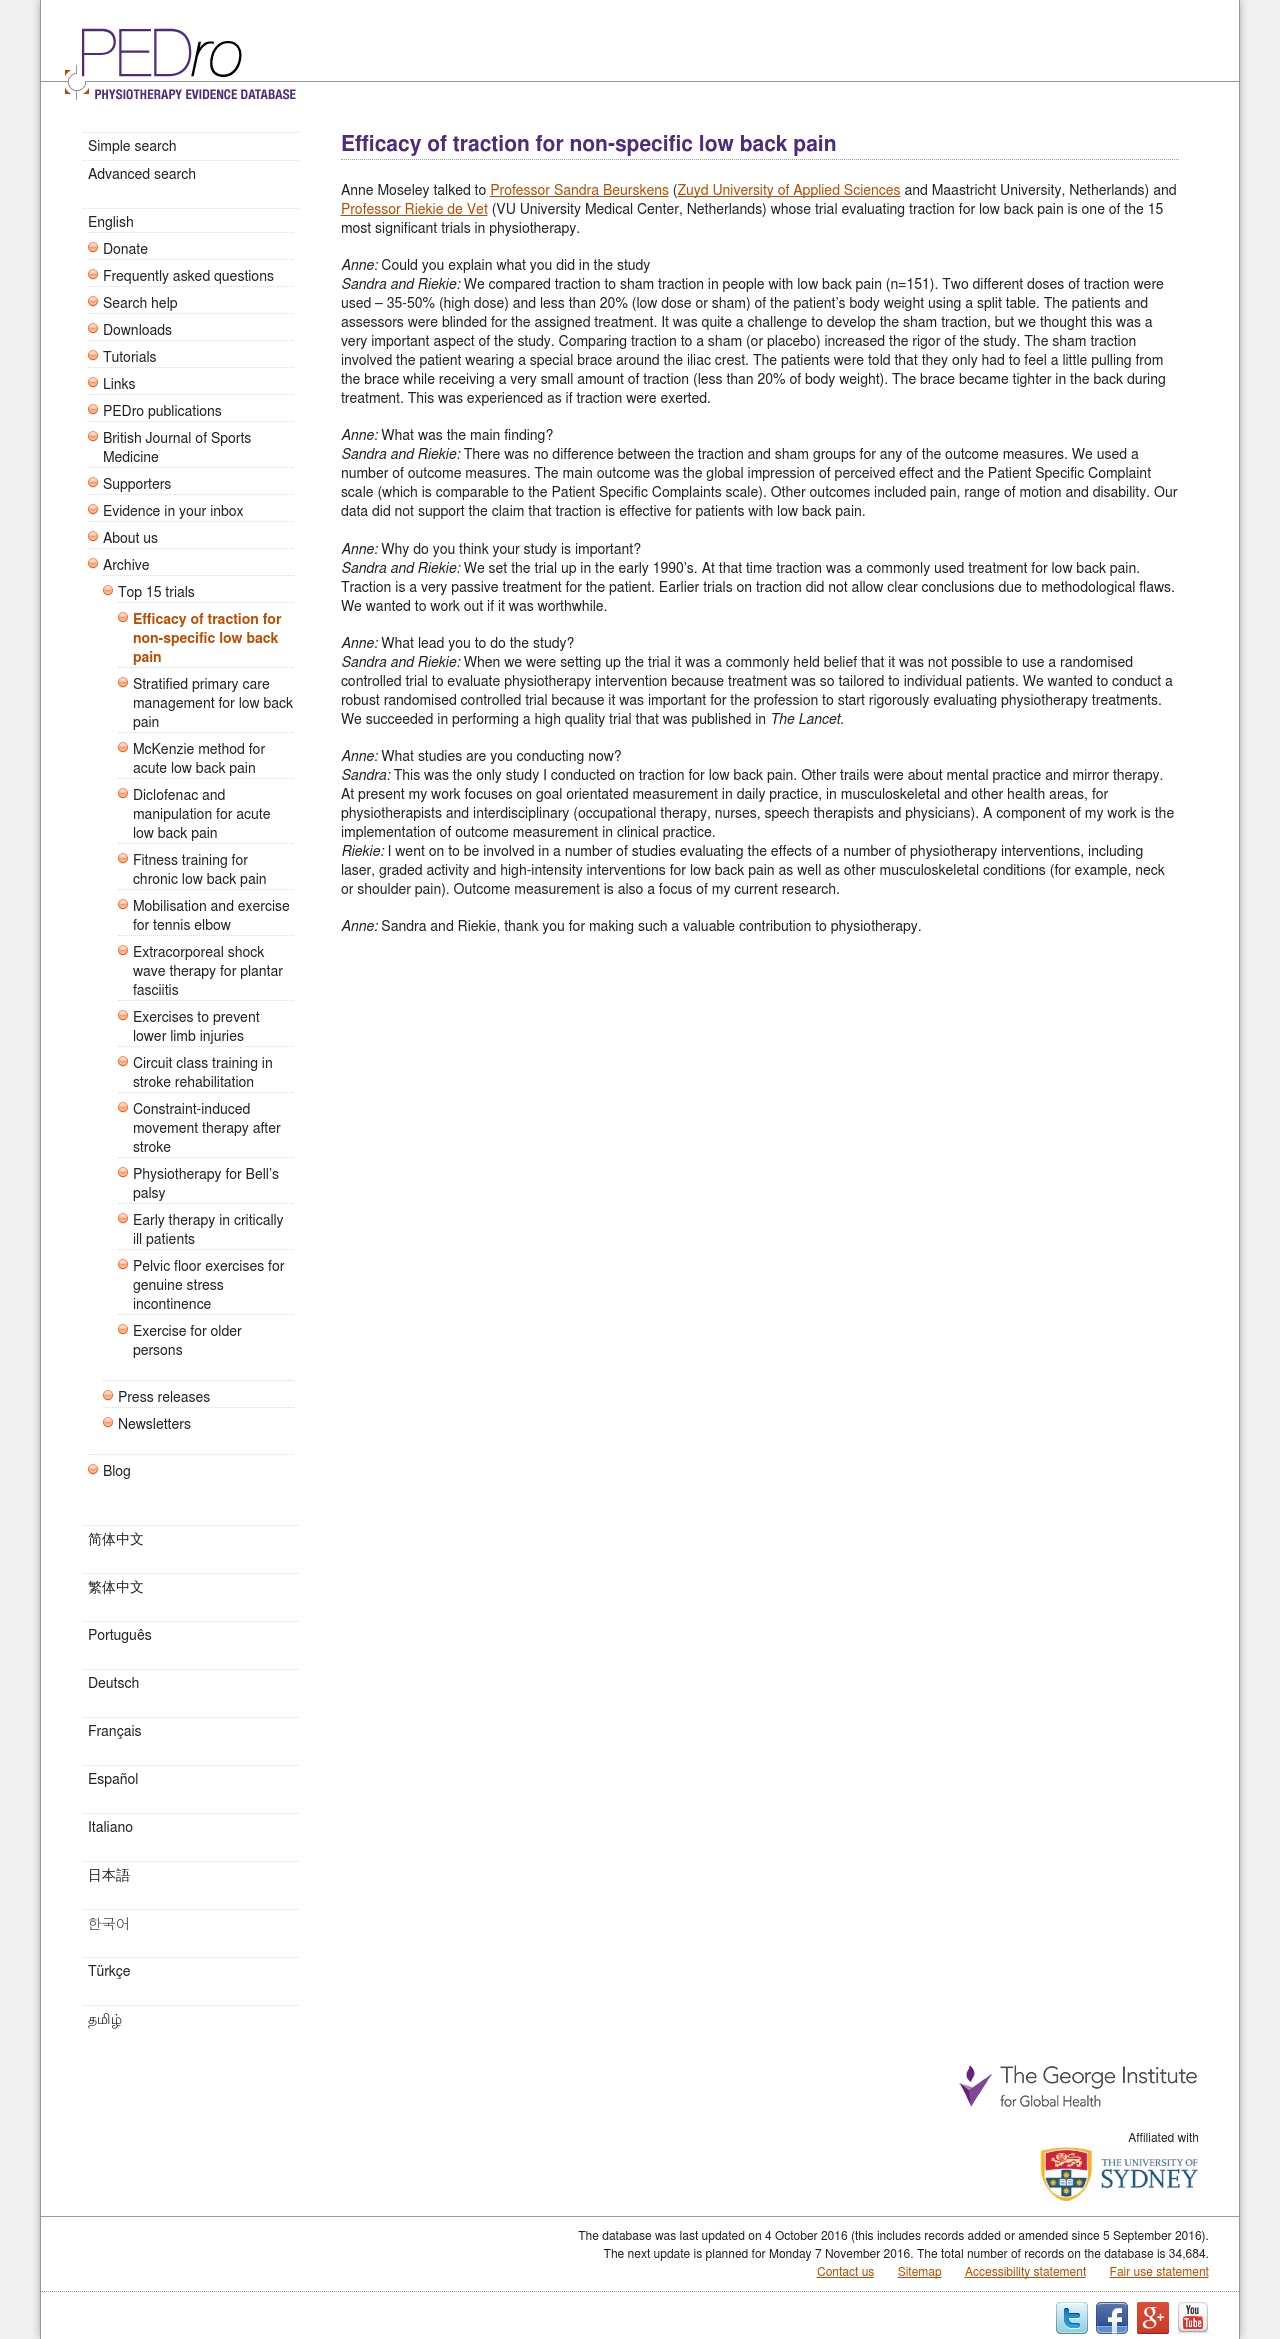 PEDro
PHYSIOTHERAPY EVIDENCE DATABASE
Simple search
Advanced search
English
Donate
Frequently asked questions
Search help
Downloads
Tutorials
Links
PEDro publications
British Journal of Sports
Medicine
Supporters
Evidence in your inbox
About us
Archive
Top 15 trials
Efficacy of traction for
non-specific low back
pain
Stratified primary care
management for low back
pain
McKenzie method for
acute low back pain
Diclofenac and
manipulation for acute
low back pain
Fitness training for
chronic low back pain
Mobilisation and exercise
for tennis elbow
Extracorporeal shock
wave therapy for plantar
fasciitis
Exercises to prevent
lower limb injuries
Circuit class training in
stroke rehabilitation
Constraint-induced
movement therapy after
stroke
Physiotherapy for Bell's
palsy
Early therapy in critically
ill patients
Pelvic floor exercises for
genuine stress
incontinence
Exercise for older
persons
Press releases
Newsletters
Blog
简体中文
繁体中文
Português
Deutsch
Français
Español
Italiano
日本語
한국어
Türkçe
தமிழ்
Efficacy of traction for non-specific low back pain
Anne Moseley talked to Professor Sandra Beurskens (Zuyd University of Applied Sciences and Maastricht University, Netherlands) and
Professor Riekie de Vet (VU University Medical Center, Netherlands) whose trial evaluating traction for low back pain is one of the 15
most significant trials in physiotherapy.
Anne: Could you explain what you did in the study
Sandra and Riekie: We compared traction to sham traction in people with low back pain (n=151). Two different doses of traction were
used – 35-50% (high dose) and less than 20% (low dose or sham) of the patient's body weight using a split table. The patients and
assessors were blinded for the assigned treatment. It was quite a challenge to develop the sham traction, but we thought this was a
very important aspect of the study. Comparing traction to a sham (or placebo) increased the rigor of the study. The sham traction
involved the patient wearing a special brace around the iliac crest. The patients were told that they only had to feel a little pulling from
the brace while receiving a very small amount of traction (less than 20% of body weight). The brace became tighter in the back during
treatment. This was experienced as if traction were exerted.
Anne: What was the main finding?
Sandra and Riekie: There was no difference between the traction and sham groups for any of the outcome measures. We used a
number of outcome measures. The main outcome was the global impression of perceived effect and the Patient Specific Complaint
scale (which is comparable to the Patient Specific Complaints scale). Other outcomes included pain, range of motion and disability. Our
data did not support the claim that traction is effective for patients with low back pain.
Anne: Why do you think your study is important?
Sandra and Riekie: We set the trial up in the early 1990's. At that time traction was a commonly used treatment for low back pain.
Traction is a very passive treatment for the patient. Earlier trials on traction did not allow clear conclusions due to methodological flaws.
We wanted to work out if it was worthwhile.
Anne: What lead you to do the study?
Sandra and Riekie: When we were setting up the trial it was a commonly held belief that it was not possible to use a randomised
controlled trial to evaluate physiotherapy intervention because treatment was so tailored to individual patients. We wanted to conduct a
robust randomised controlled trial because it was important for the profession to start rigorously evaluating physiotherapy treatments.
We succeeded in performing a high quality trial that was published in The Lancet.
Anne: What studies are you conducting now?
Sandra: This was the only study I conducted on traction for low back pain. Other trails were about mental practice and mirror therapy.
At present my work focuses on goal orientated measurement in daily practice, in musculoskeletal and other health areas, for
physiotherapists and interdisciplinary (occupational therapy, nurses, speech therapists and physicians). A component of my work is the
implementation of outcome measurement in clinical practice.
Riekie: I went on to be involved in a number of studies evaluating the effects of a number of physiotherapy interventions, including
laser, graded activity and high-intensity interventions for low back pain as well as other musculoskeletal conditions (for example, neck
or shoulder pain). Outcome measurement is also a focus of my current research.
Anne: Sandra and Riekie, thank you for making such a valuable contribution to physiotherapy.
The George Institute
for Global Health
Affiliated with
THE UNIVERSITY OF
SYDNEY
The database was last updated on 4 October 2016 (this includes records added or amended since 5 September 2016).
The next update is planned for Monday 7 November 2016. The total number of records on the database is 34,684.
Contact us Sitemap Accessibility statement Fair use statement
You
Tube